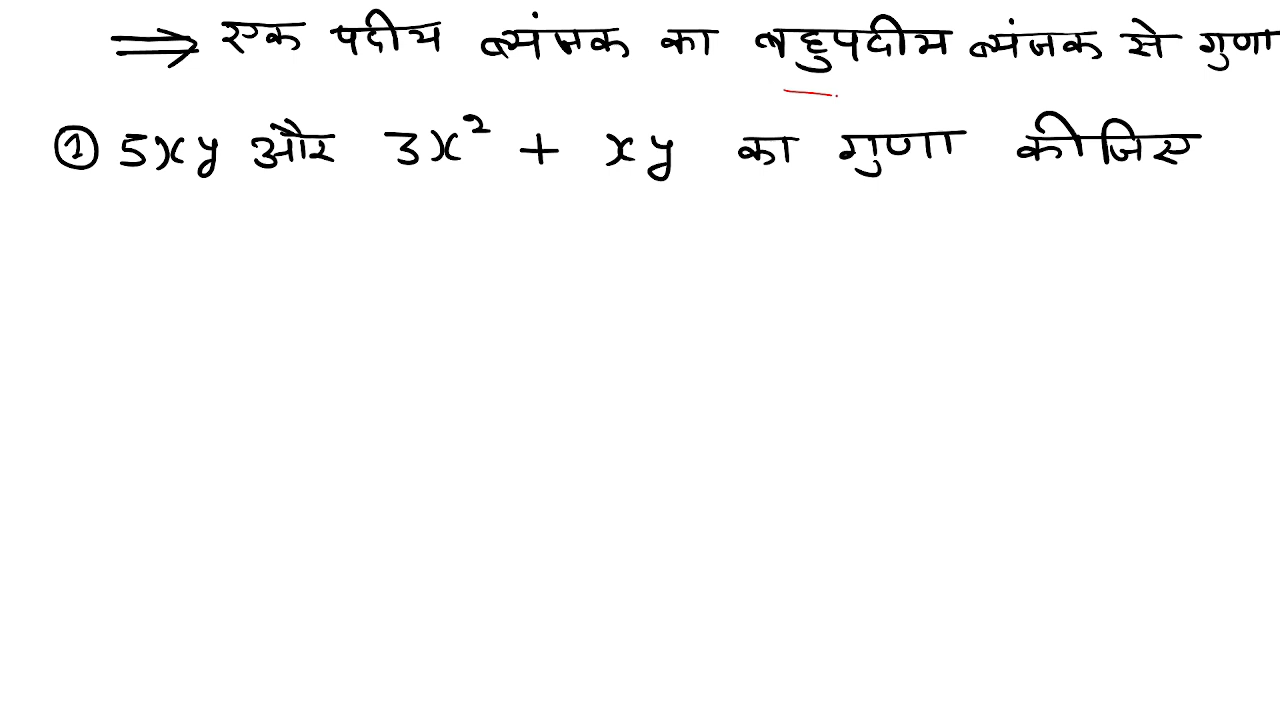 ⇒ एक पदीय व्यंजक का बहुपदीय व्यंजक से गुणा
① 5xy और 3x² + xy का गुणा कीजिए